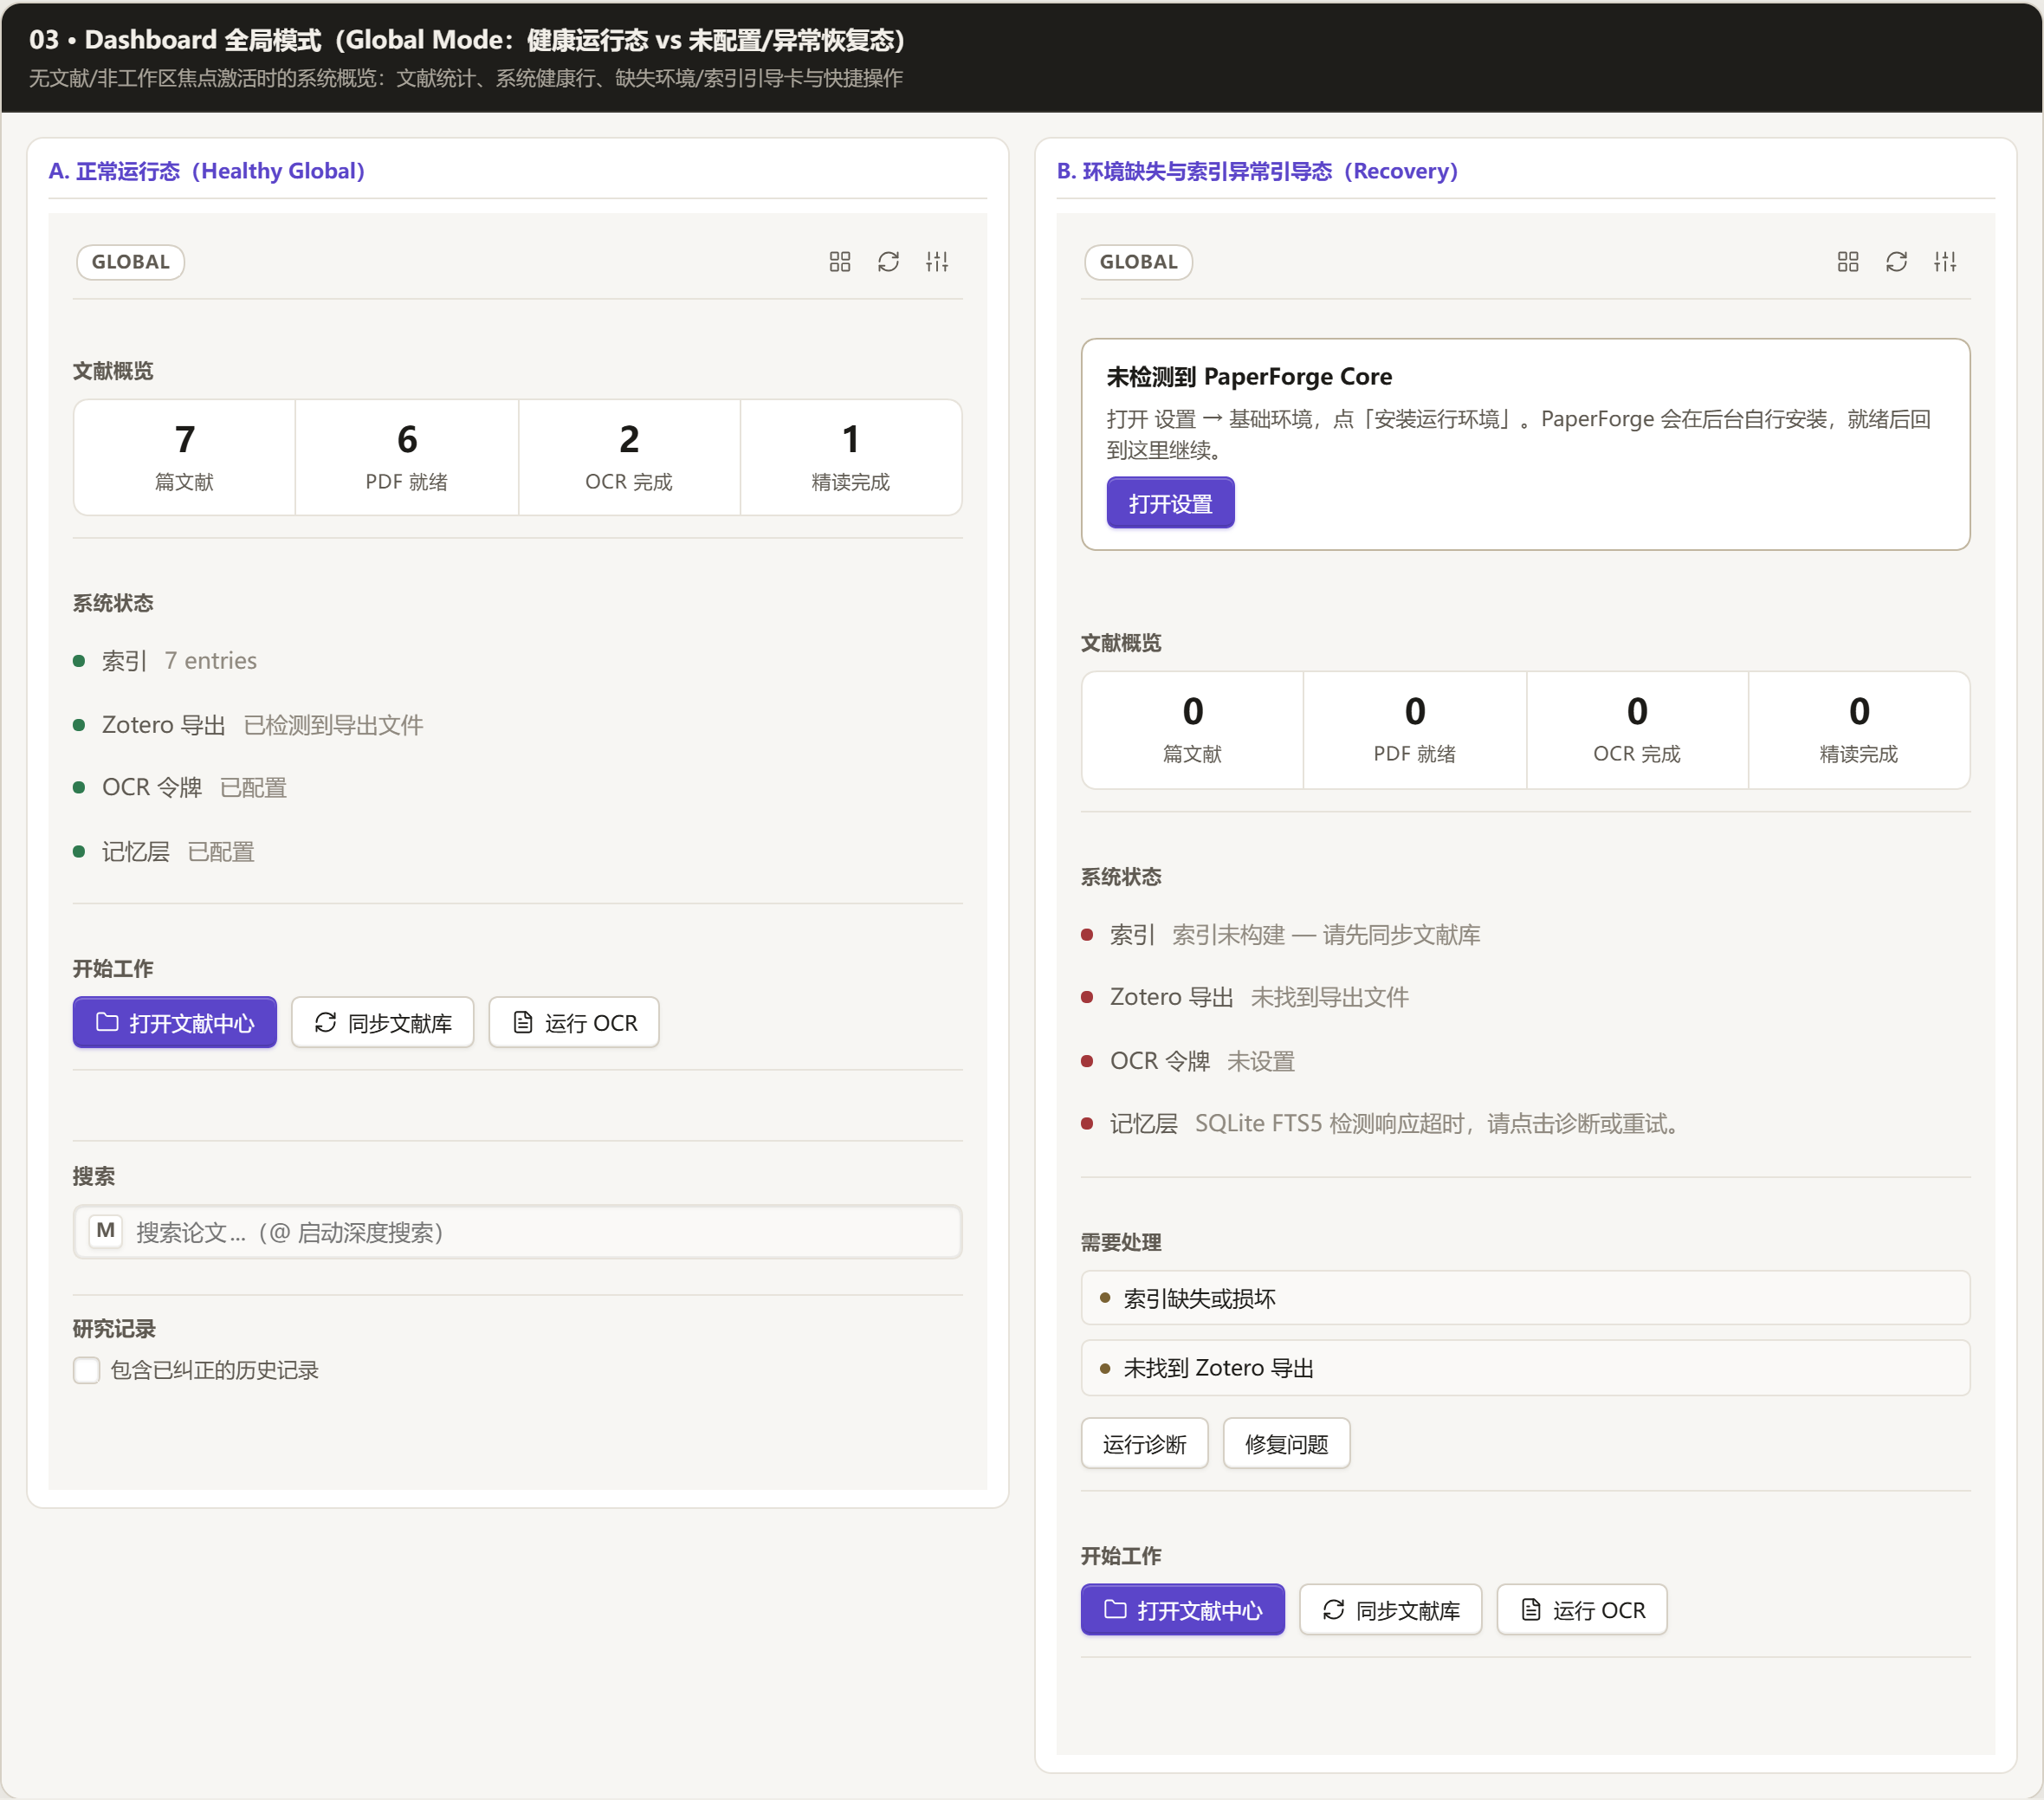 03 • Dashboard 全局模式（Global Mode：健康运行态 vs 未配置/异常恢复态）
无文献/非工作区焦点激活时的系统概览：文献统计、系统健康行、缺失环境/索引引导卡与快捷操作
A. 正常运行态（Healthy Global）
GLOBAL
文献概览
7
篇文献
6
PDF 就绪
2
OCR 完成
1
精读完成
系统状态
索引 7 entries
Zotero 导出 已检测到导出文件
OCR 令牌 已配置
记忆层 已配置
开始工作
打开文献中心 同步文献库 运行 OCR
搜索
M 搜索论文...（@ 启动深度搜索）
研究记录
包含已纠正的历史记录
B. 环境缺失与索引异常引导态（Recovery）
GLOBAL
未检测到 PaperForge Core
打开 设置 → 基础环境，点「安装运行环境」。PaperForge 会在后台自行安装，就绪后回
到这里继续。
打开设置
文献概览
0
篇文献
0
PDF 就绪
0
OCR 完成
0
精读完成
系统状态
索引 索引未构建 — 请先同步文献库
Zotero 导出 未找到导出文件
OCR 令牌 未设置
记忆层 SQLite FTS5 检测响应超时，请点击诊断或重试。
需要处理
索引缺失或损坏
未找到 Zotero 导出
运行诊断 修复问题
开始工作
打开文献中心 同步文献库 运行 OCR